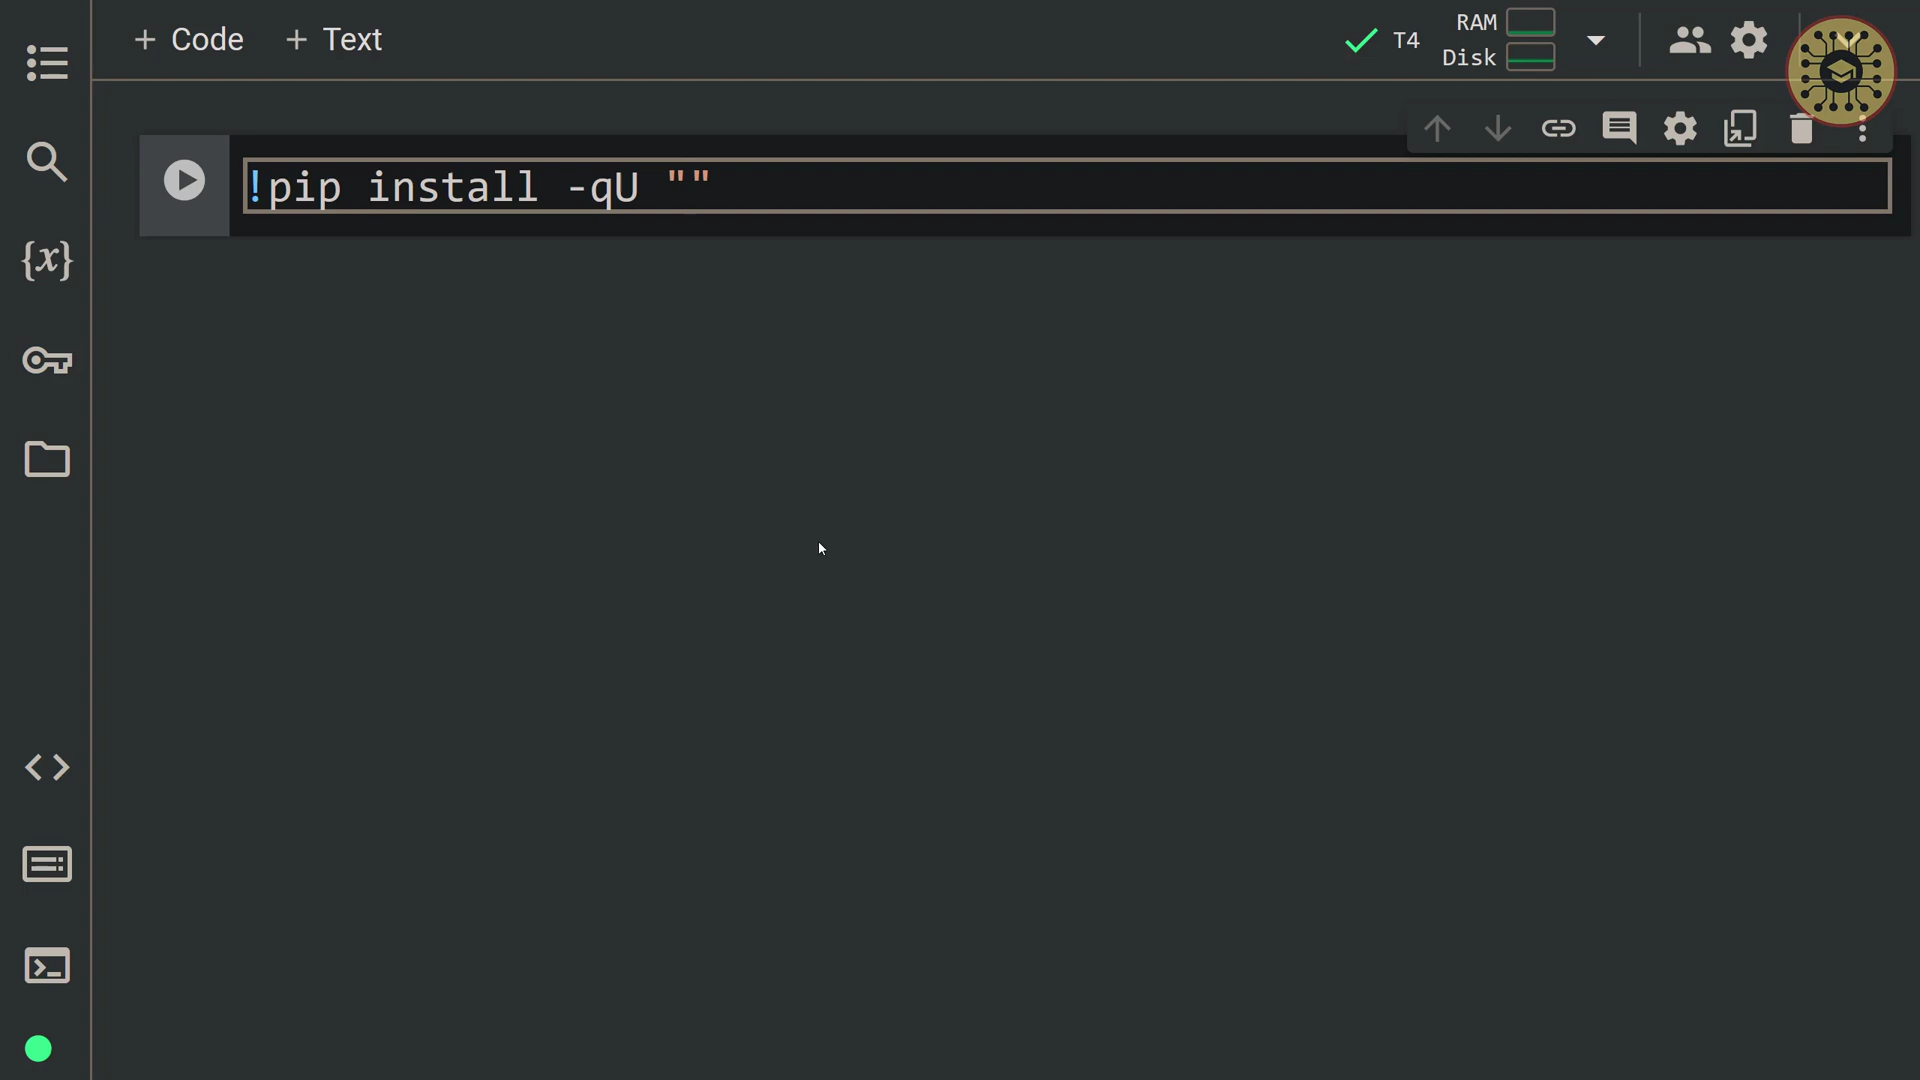 + Code + Text
T4
RAM
Disk
!pip install -qU ""
{x}